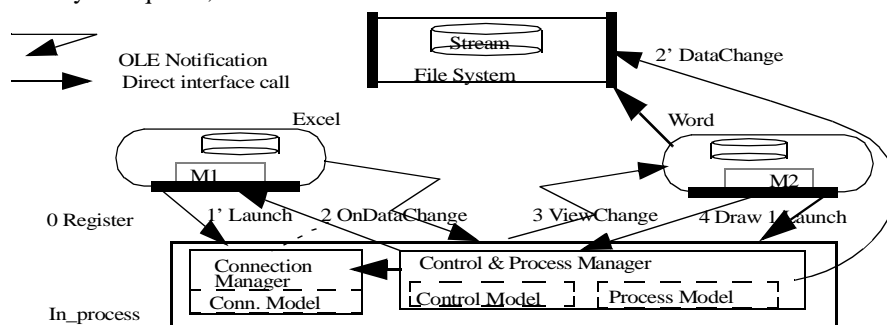 Stream
2’ DataChange
OLE Notification
File System
Direct interface call
Excel
Word
M1
M2
0 Register
1’ Launch
2 OnDataChange
3 ViewChange
4 Draw 1 Launch
Connection
Manager
Control & Process Manager
Conn. Model
Control Model
Process Model
In_process